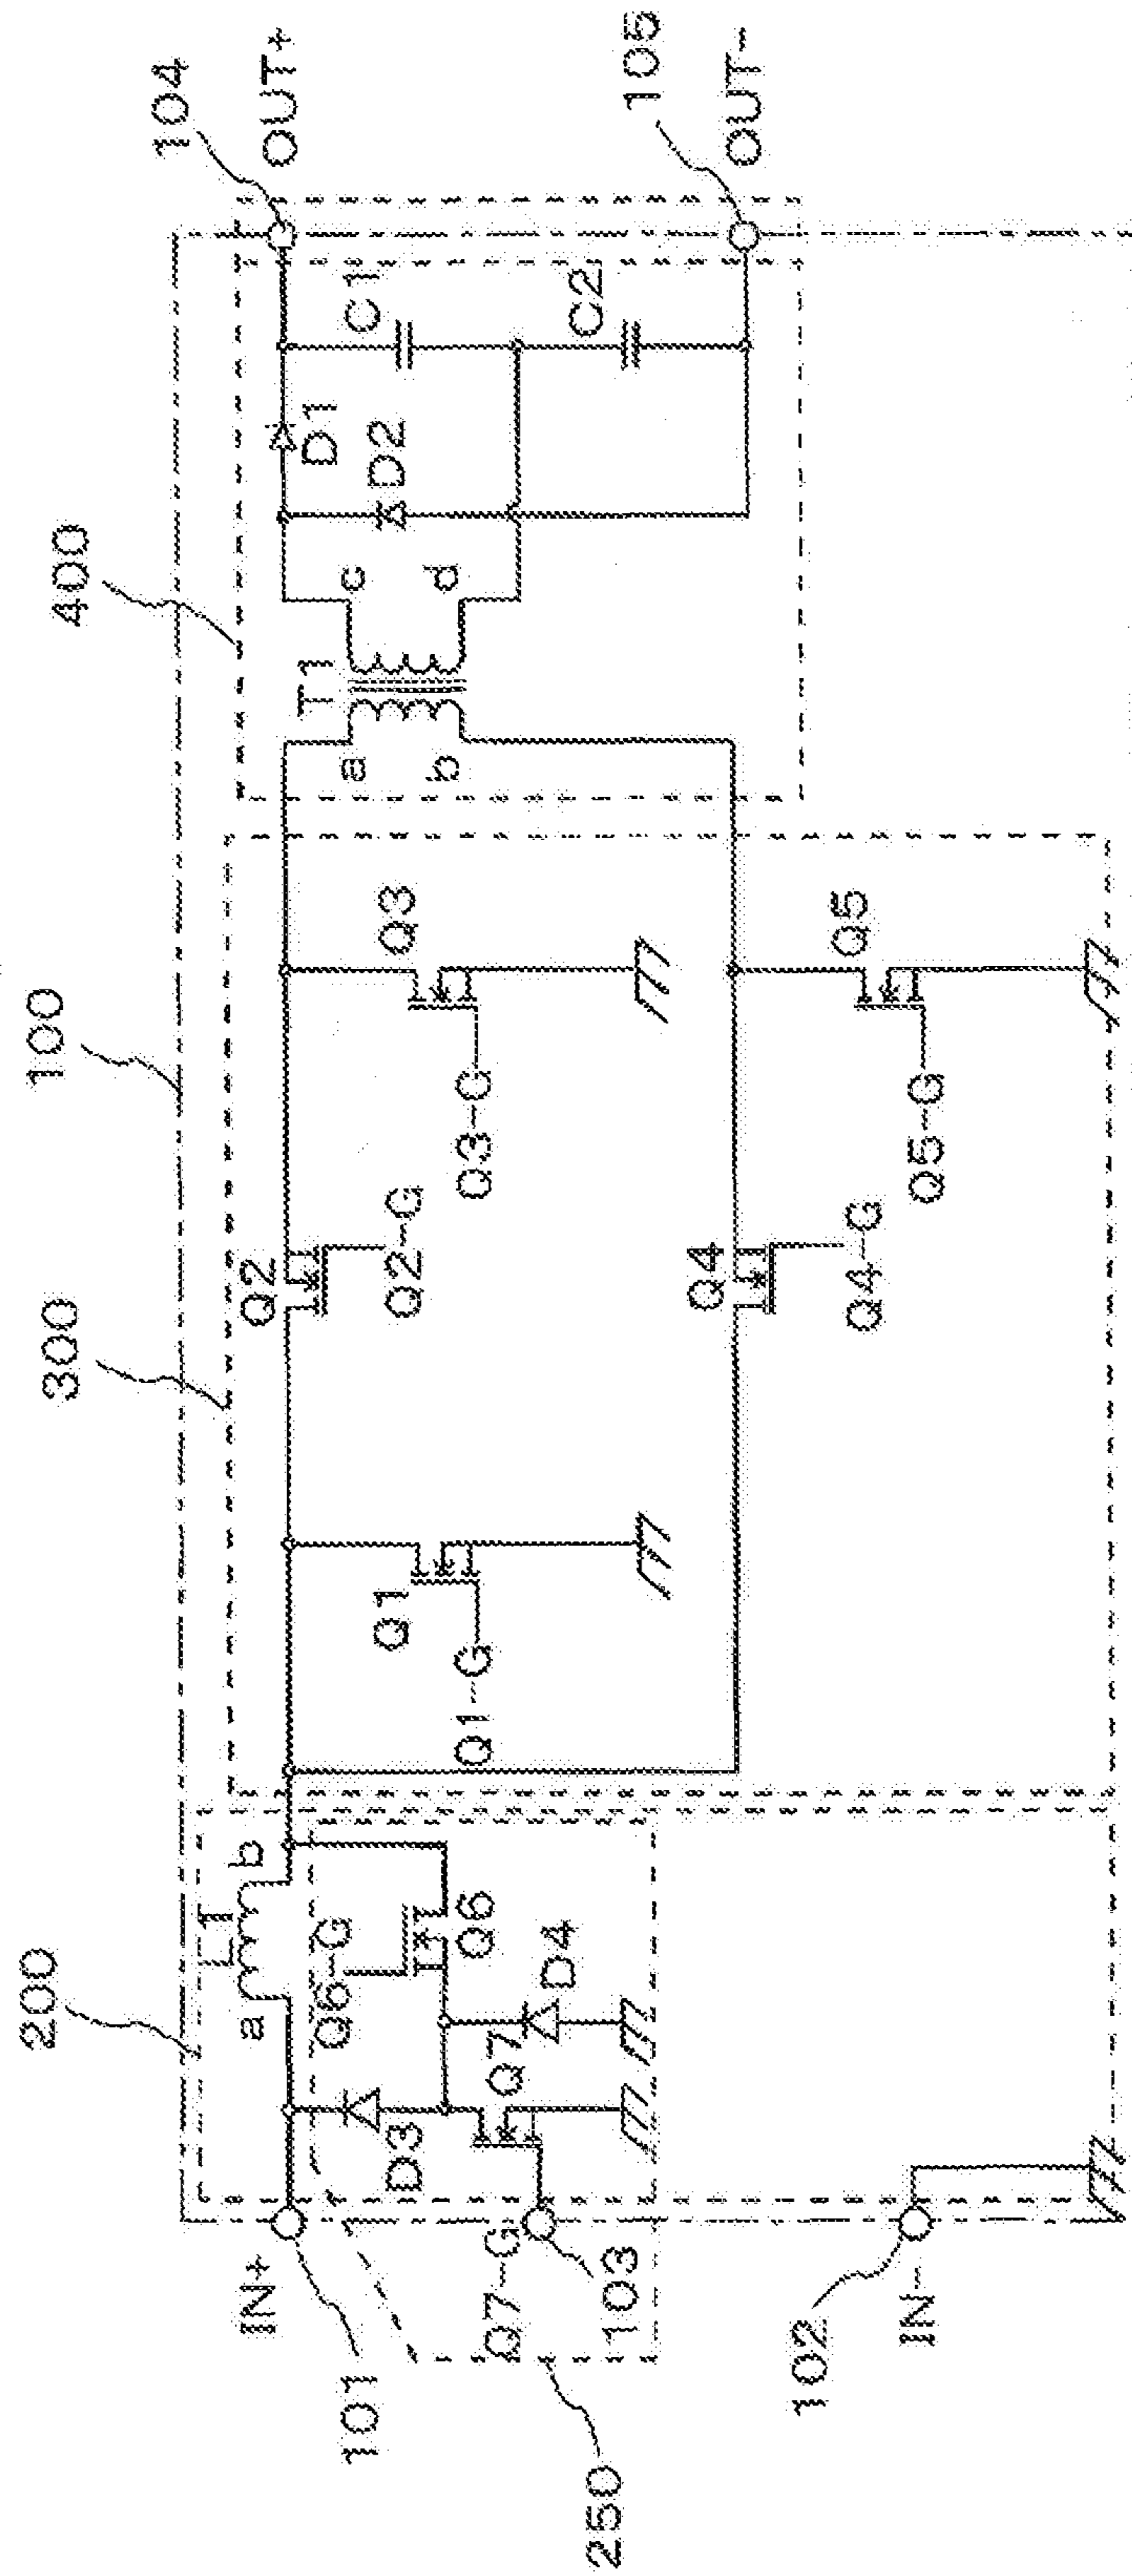 100
200
300
400
L1
a
b
Q2
T1
a
b
c
d
D1
D2
C1
C2
104
OUT+
105
OUT−
IN+
101
D3
Q6-G
Q6
D4
Q7
Q7-G
103
250
Q1
Q1-G
Q2-G
Q3
Q3-G
Q4
Q4-G
Q5
Q5-G
102
IN−